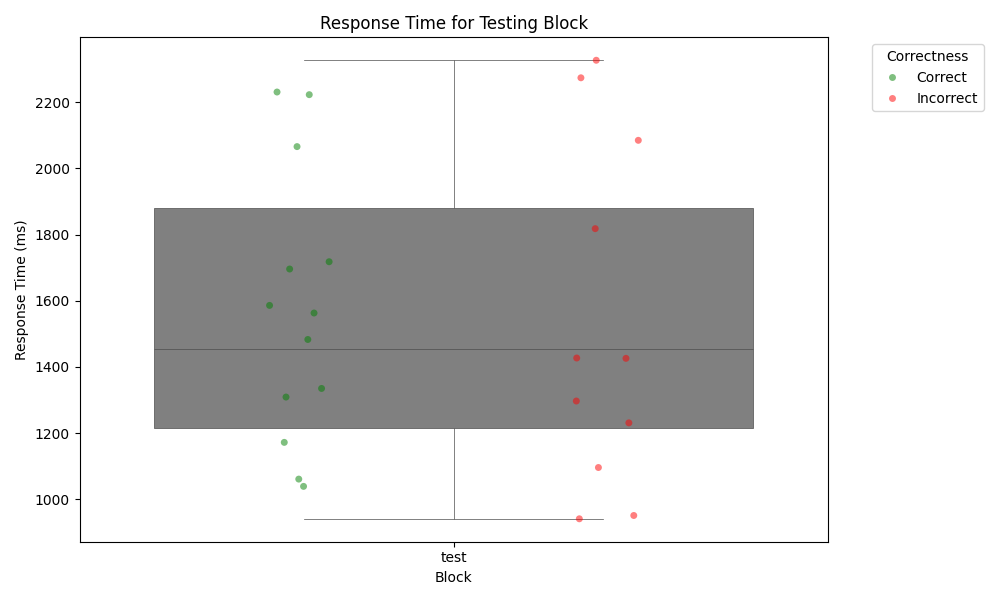 Response Time for Testing Block
Correctness
Correct
Incorrect
Response Time (ms)
2200
2000
1800
1600
1400
1200
1000
test
Block